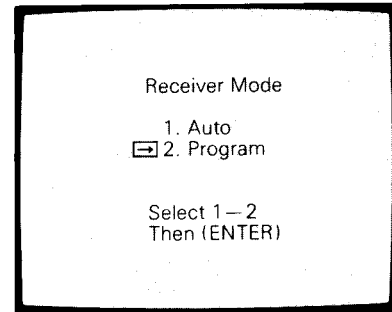 Receiver Mode
1. Auto
→ 2. Program
Select 1–2
Then (ENTER)